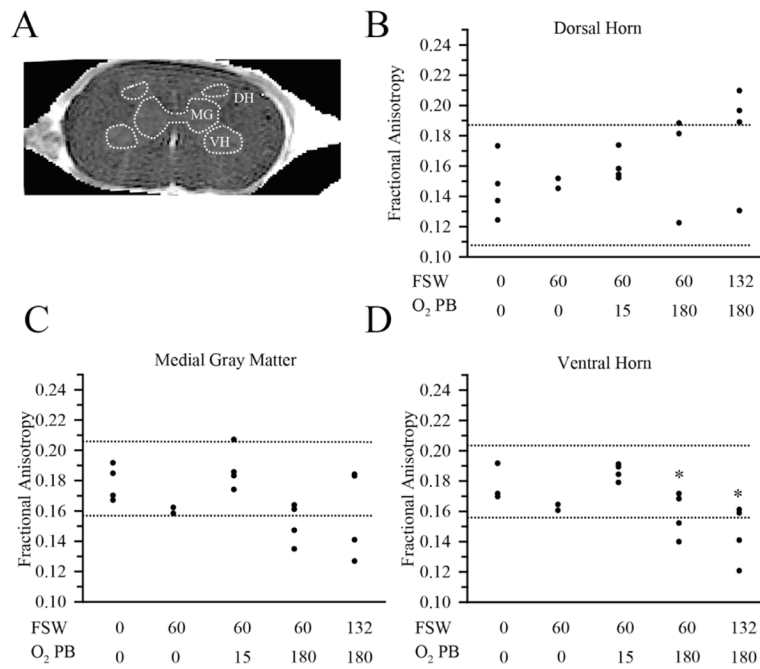 A
DH
MG
VH
B
Dorsal Horn
Fractional Anisotropy
0.24
0.22
0.20
0.18
0.16
0.14
0.12
0.10
FSW 0 60 60 60 132
O₂ PB 0 0 15 180 180
C
Medial Gray Matter
Fractional Anisotropy
0.24
0.22
0.20
0.18
0.16
0.14
0.12
0.10
FSW 0 60 60 60 132
O₂ PB 0 0 15 180 180
D
Ventral Horn
Fractional Anisotropy
0.24
0.22
0.20
0.18
0.16
0.14
0.12
0.10
* *
FSW 0 60 60 60 132
O₂ PB 0 0 15 180 180